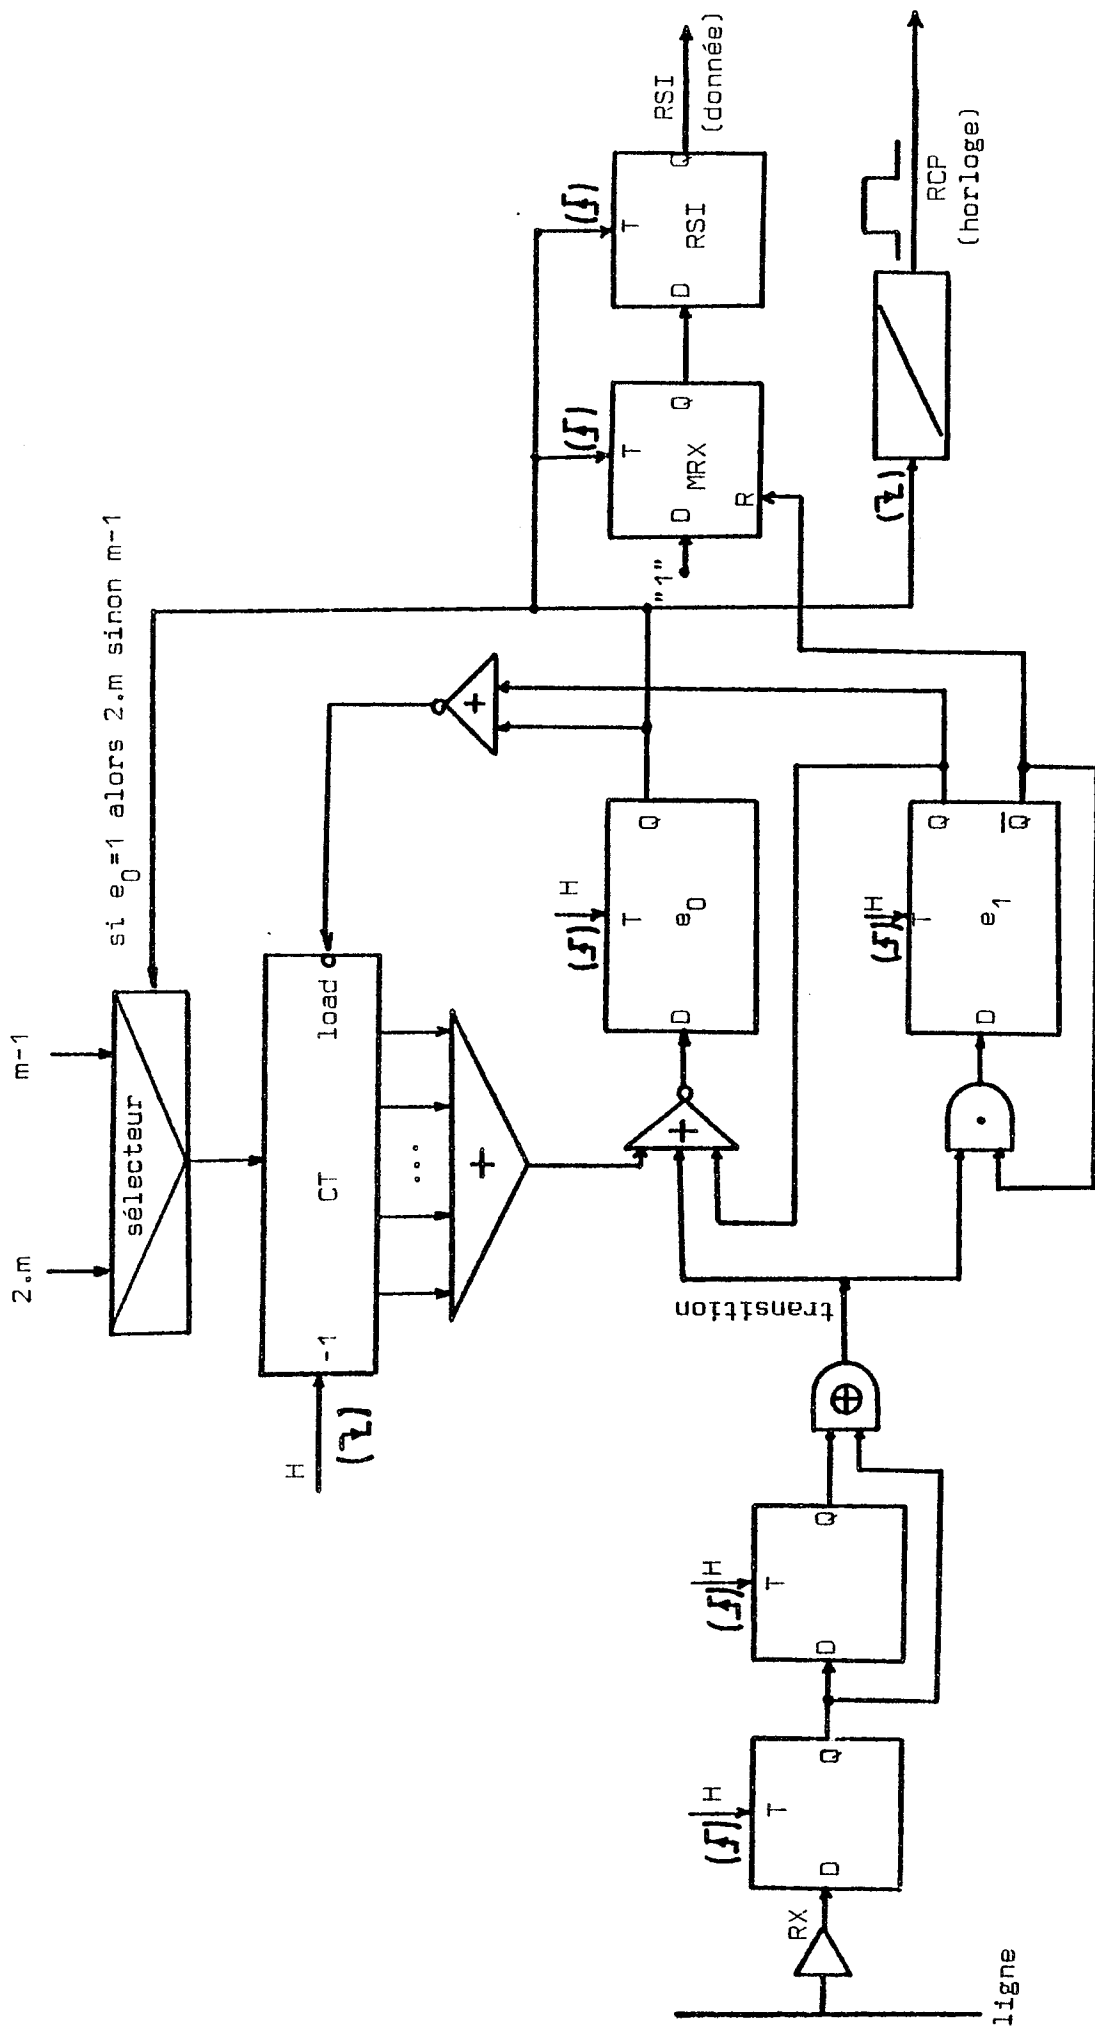 2.m
m-1
sélecteur
si e0=1 alors 2.m sinon m-1
H
-1
CT
load
...
+
+
transition
ligne
RX
D
T
H
Q
D
T
H
Q
⊕
+
.
D
T
H
e0
Q
D
T
H
e1
Q
Q̅
"1"
D
T
MRX
R
Q
D
T
RSI
Q
RSI
(donnée)
RCP
(horloge)